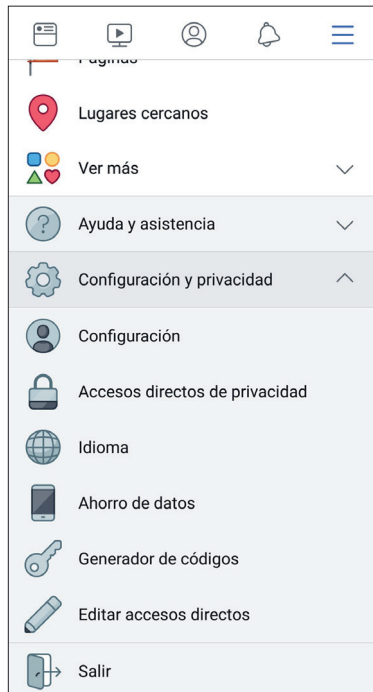 Páginas
Lugares cercanos
Ver más
Ayuda y asistencia
Configuración y privacidad
Configuración
Accesos directos de privacidad
Idioma
Ahorro de datos
Generador de códigos
Editar accesos directos
Salir